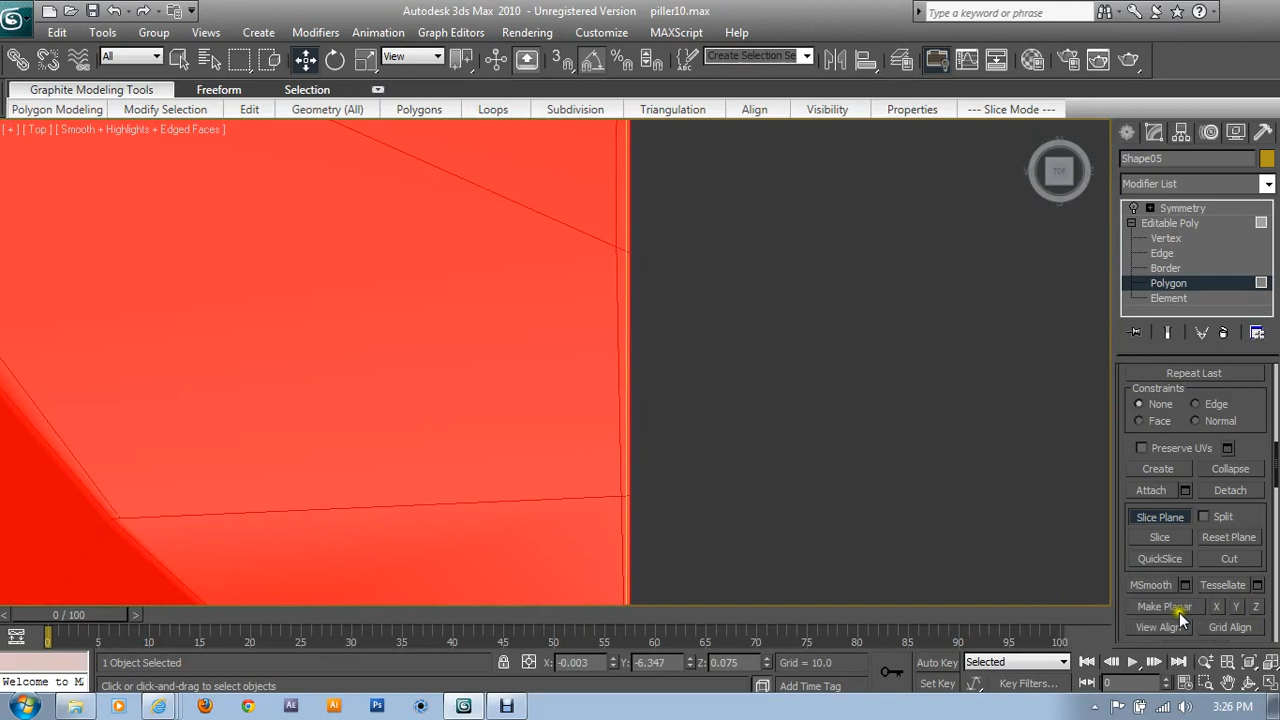 Autodesk 3ds Max 2010 - Unregistered Version piller10.max
Type a keyword or phrase
Edit Tools Group Views Create Modifiers Animation Graph Editors Rendering Customize MAXScript Help
All View 3 % Create Selection Se
Graphite Modeling Tools Freeform Selection
Polygon Modeling Modify Selection Edit Geometry (All) Polygons Loops Subdivision Triangulation Align Visibility Properties --- Slice Mode ---
[ + ] [ Top ] [ Smooth + Highlights + Edged Faces ]
TOP
Shape05
Modifier List
Symmetry
Editable Poly
Vertex
Edge
Border
Polygon
Element
Repeat Last
Constraints
None Edge
Face Normal
Preserve UVs
Create Collapse
Attach Detach
Slice Plane Split
Slice Reset Plane
QuickSlice Cut
MSmooth Tessellate
Make Planar X Y Z
View Align Grid Align
< 0 / 100 >
0 5 10 15 20 25 30 35 40 45 50 55 60 65 70 75 80 85 90 95 100
1 Object Selected X: -0.003 Y: -6.347 Z: 0.075 Grid = 10.0 Auto Key Selected
Welcome to M Click or click-and-drag to select objects Add Time Tag Set Key Key Filters... 0
Ae Ai Ps 3:26 PM